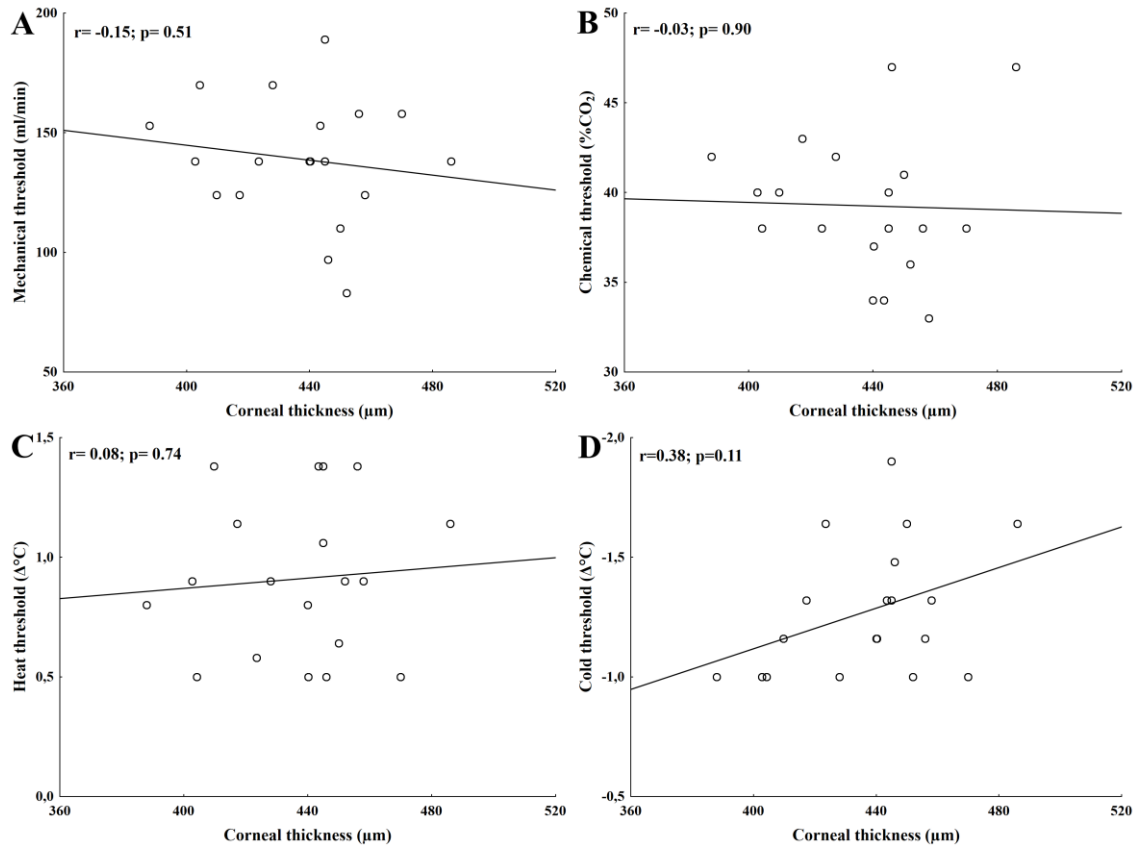 A
r= -0.15; p= 0.51
200
150
100
50
Mechanical threshold (ml/min)
360 400 440 480 520
Corneal thickness (µm)
B
r= -0.03; p= 0.90
50
45
40
35
30
Chemical threshold (%CO₂)
360 400 440 480 520
Corneal thickness (µm)
C
r= 0.08; p= 0.74
1,5
1,0
0,5
0,0
Heat threshold (Δ°C)
360 400 440 480 520
Corneal thickness (µm)
D
r=0.38; p=0.11
-2,0
-1,5
-1,0
-0,5
Cold threshold (Δ°C)
360 400 440 480 520
Corneal thickness (µm)